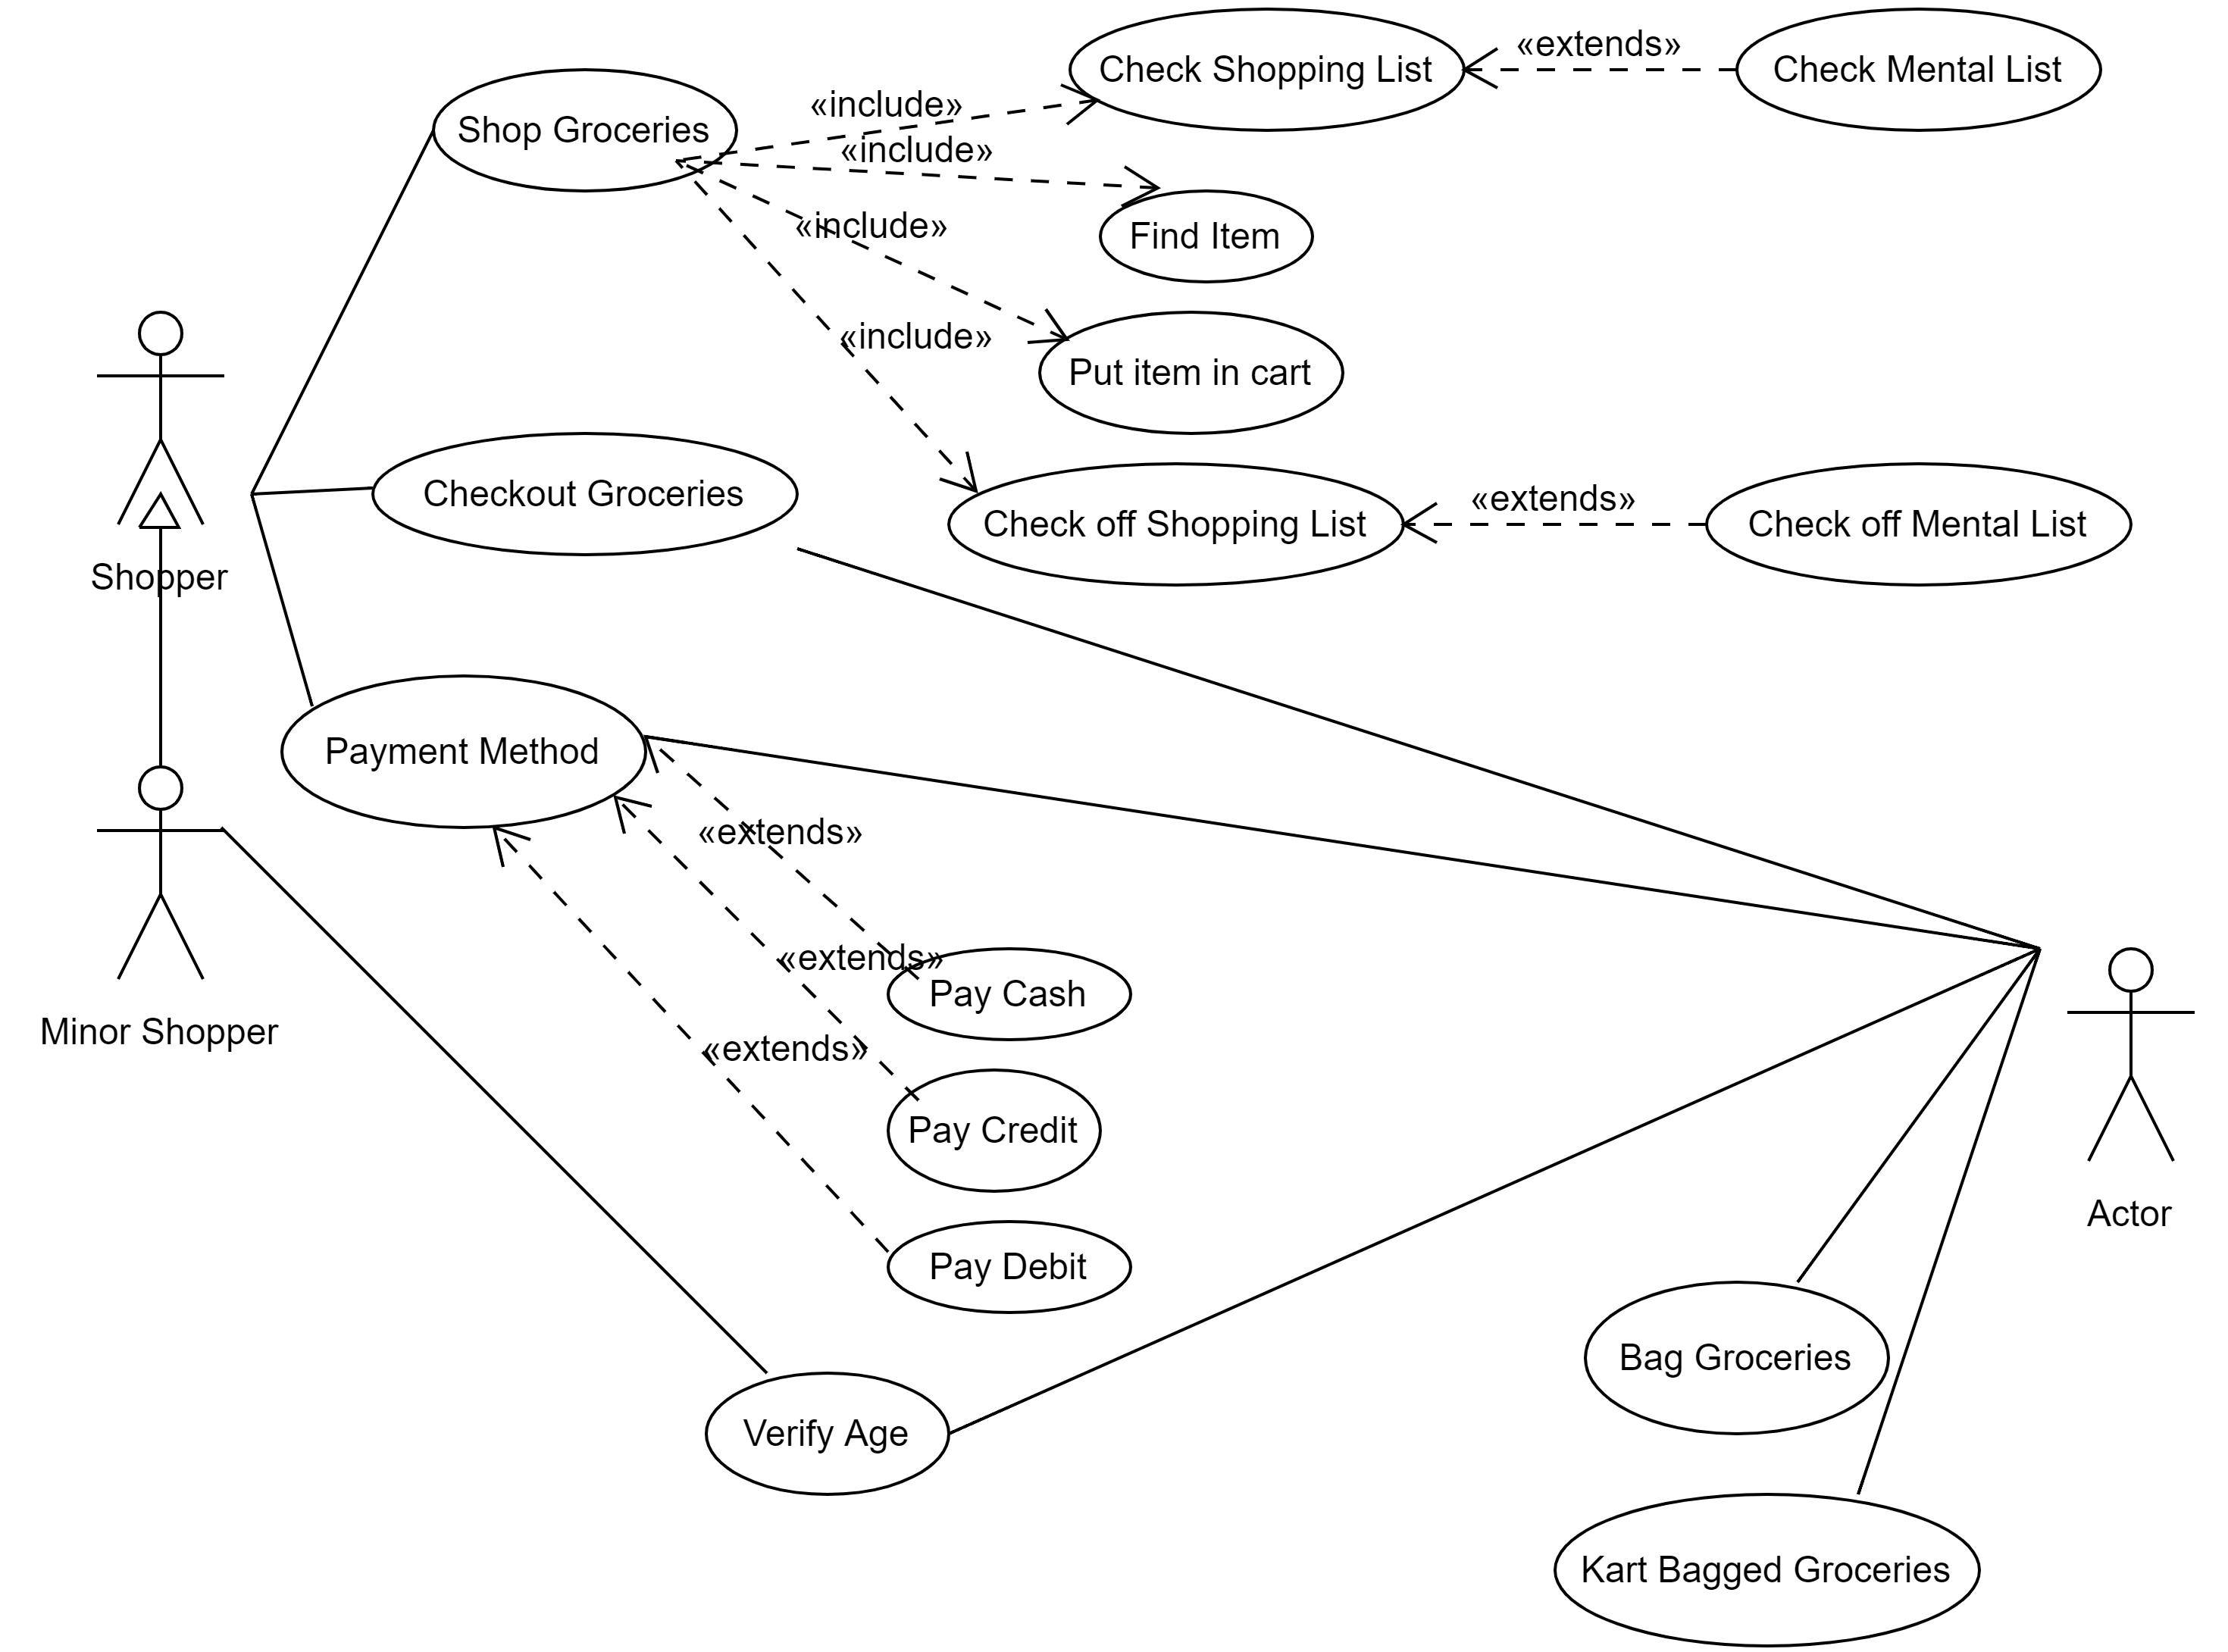 «extends»
Check Shopping List
Check Mental List
«include»
Shop Groceries
«include»
«include»
Find Item
«include»
Put item in cart
Checkout Groceries
«extends»
Check off Shopping List
Check off Mental List
Shopper
Payment Method
«extends»
«extends»
Pay Cash
Minor Shopper
«extends»
Pay Credit
Actor
Pay Debit
Bag Groceries
Verify Age
Kart Bagged Groceries